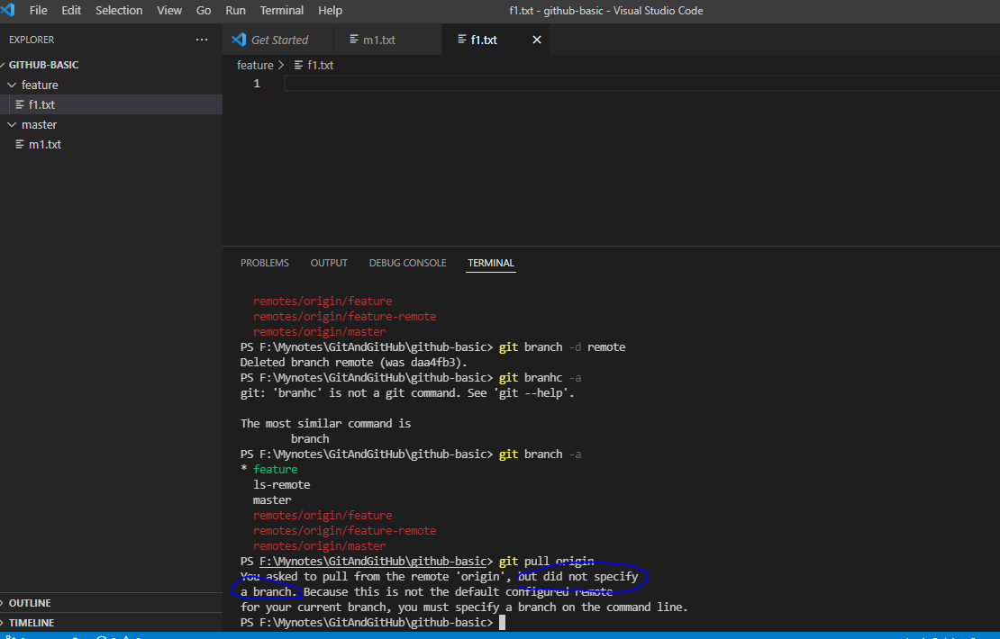 File Edit Selection View Go Run Terminal Help
f1.txt - github-basic - Visual Studio Code
EXPLORER
GITHUB-BASIC
feature
f1.txt
master
m1.txt
OUTLINE
TIMELINE
Get Started m1.txt f1.txt
feature f1.txt
1
PROBLEMS OUTPUT DEBUG CONSOLE TERMINAL
remotes/origin/feature
remotes/origin/feature-remote
remotes/origin/master
PS F:\Mynotes\GitAndGitHub\github-basic> git branch -d remote
Deleted branch remote (was daa4fb3).
PS F:\Mynotes\GitAndGitHub\github-basic> git branhc -a
git: 'branhc' is not a git command. See 'git --help'.
The most similar command is
branch
PS F:\Mynotes\GitAndGitHub\github-basic> git branch -a
* feature
ls-remote
master
remotes/origin/feature
remotes/origin/feature-remote
remotes/origin/master
PS F:\Mynotes\GitAndGitHub\github-basic> git pull origin
You asked to pull from the remote 'origin', but did not specify
a branch. Because this is not the default configured remote
for your current branch, you must specify a branch on the command line.
PS F:\Mynotes\GitAndGitHub\github-basic>